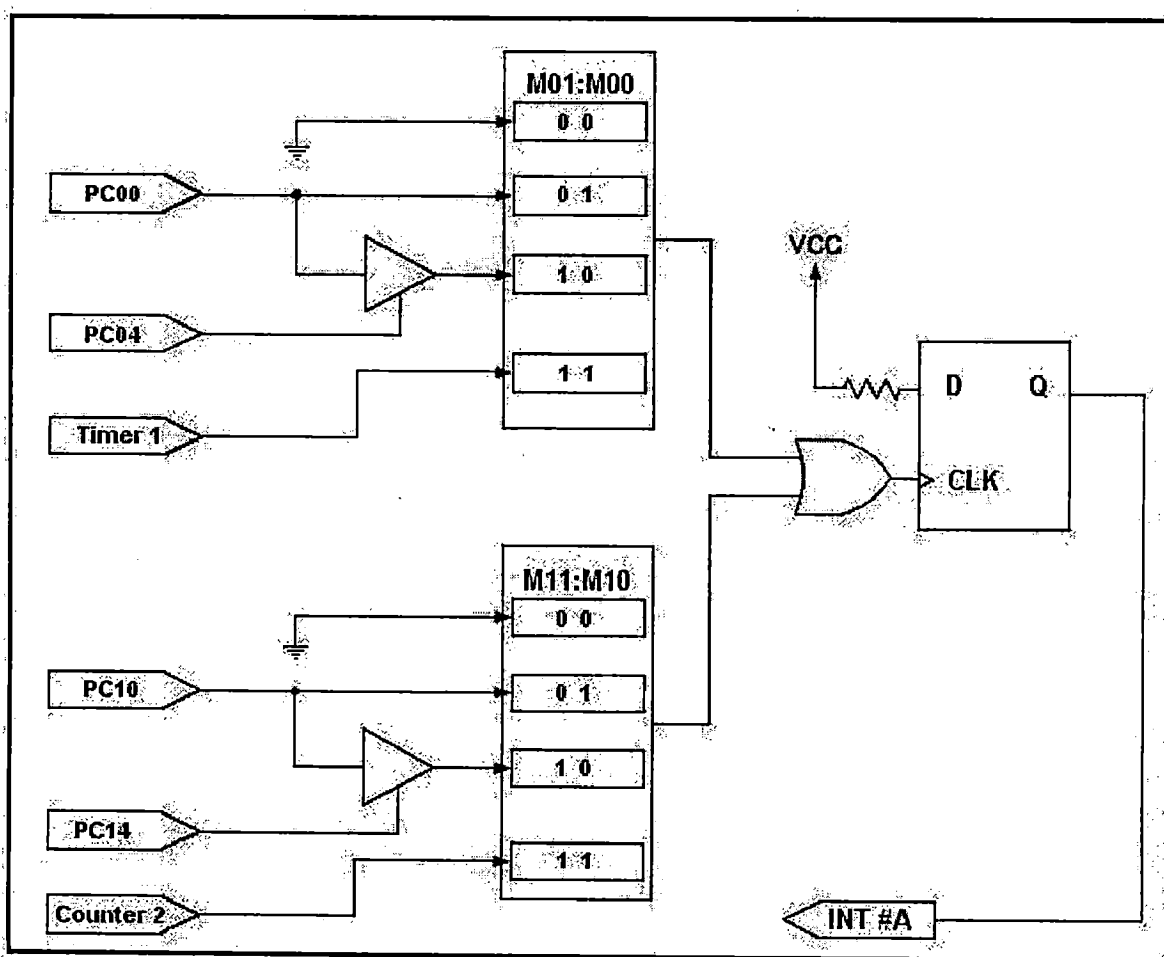 M01:M00
0 0
PC00
0 1
1 0
PC04
1 1
Timer 1
VCC
D Q
CLK
M11:M10
0 0
PC10
0 1
1 0
PC14
1 1
Counter 2
INT #A